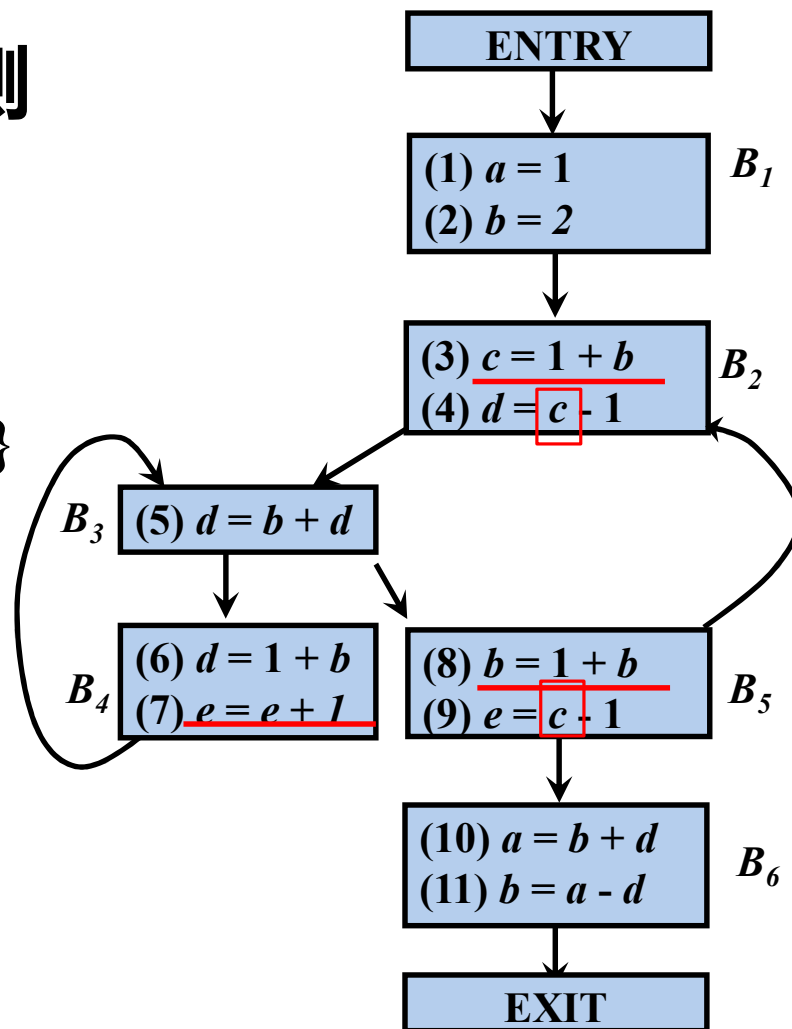 则
ENTRY
(1) a = 1
(2) b = 2
B1
(3) c = 1 + b
(4) d = c - 1
B2
}
B3
(5) d = b + d
B4
(6) d = 1 + b
(7) e = e + 1
(8) b = 1 + b
(9) e = c - 1
B5
(10) a = b + d
(11) b = a - d
B6
EXIT